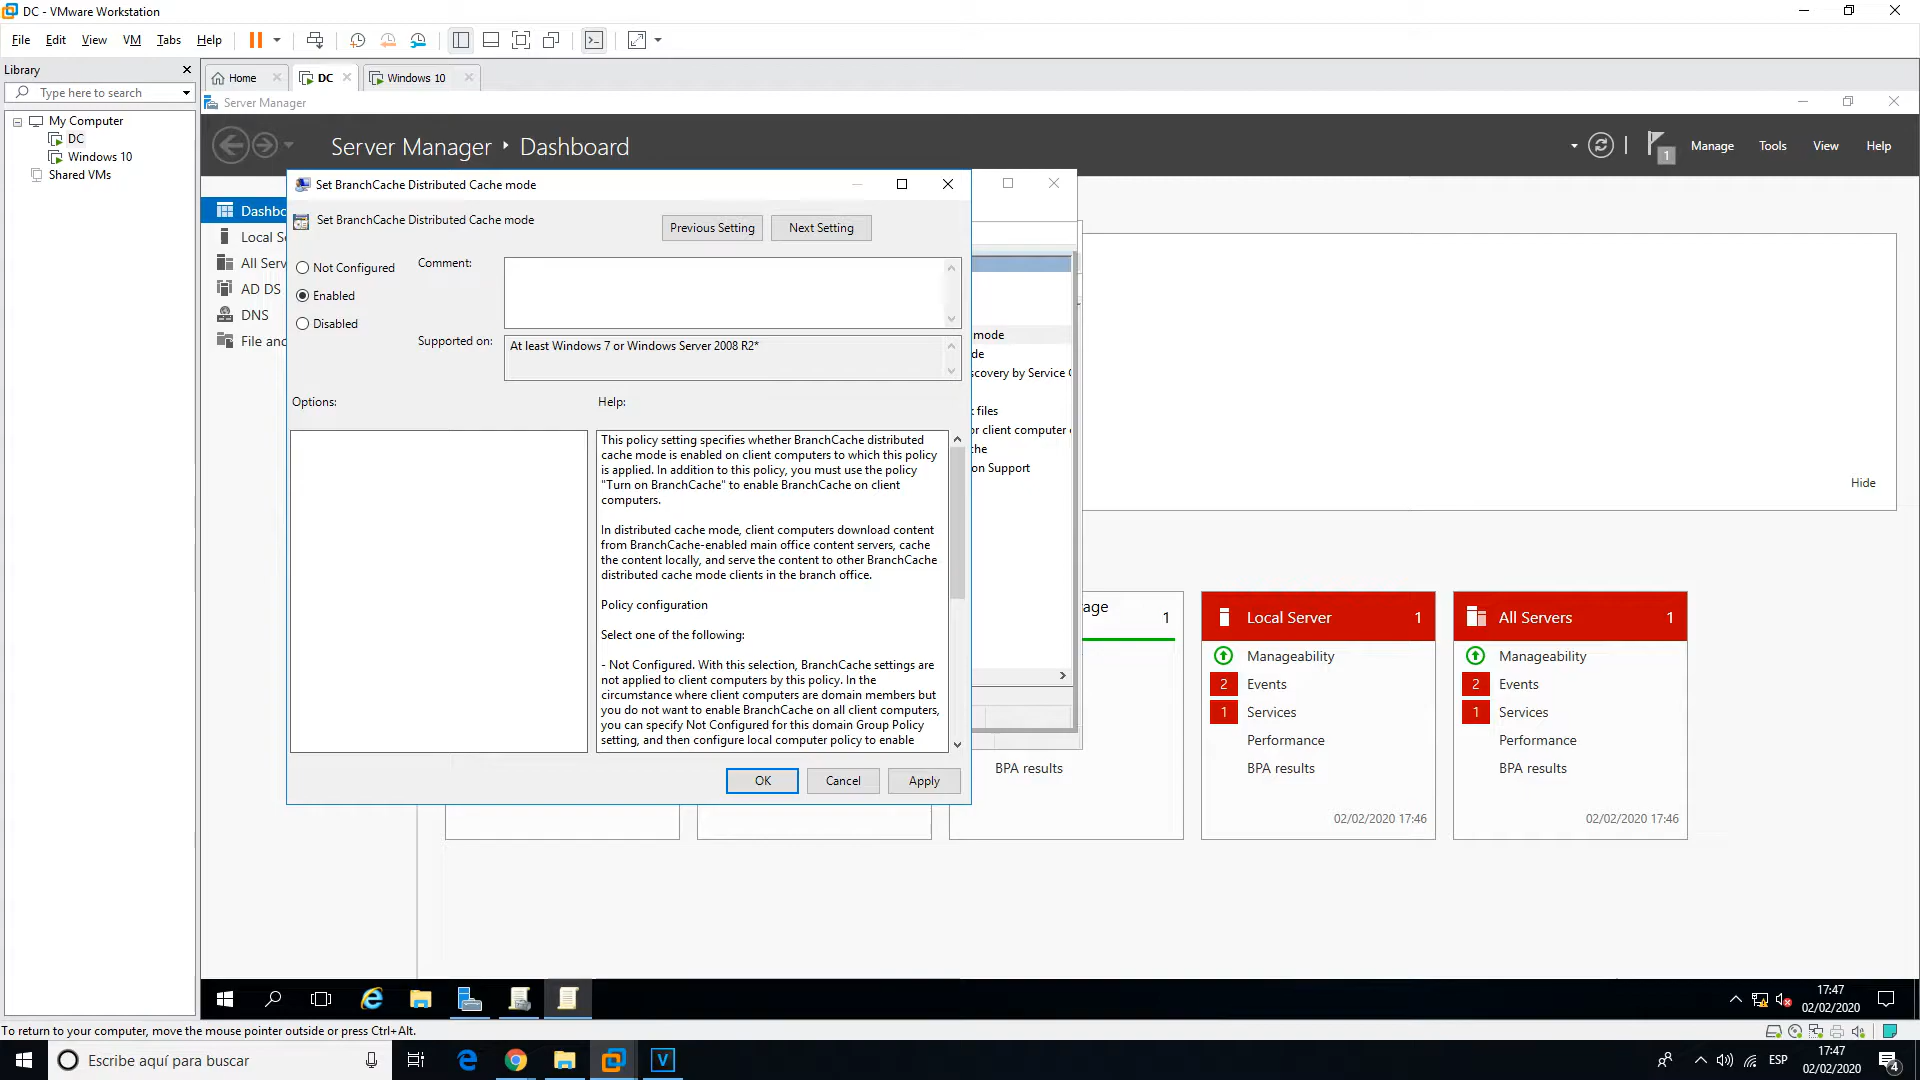 DC - VMware Workstation
File Edit View VM Tabs Help
Library
Type here to search
My Computer
DC
Windows 10
Shared VMs
Home
DC
Windows 10
Server Manager
Server Manager Dashboard
1
Manage
Tools
View
Help
Dashbo
Local Se
All Serv
AD DS
DNS
File and
Set BranchCache Distributed Cache mode
Set BranchCache Distributed Cache mode
Previous Setting
Next Setting
Not Configured
Enabled
Disabled
Comment:
Supported on:
At least Windows 7 or Windows Server 2008 R2*
Options:
Help:
This policy setting specifies whether BranchCache distributed
cache mode is enabled on client computers to which this policy
is applied. In addition to this policy, you must use the policy
"Turn on BranchCache" to enable BranchCache on client
computers.
In distributed cache mode, client computers download content
from BranchCache-enabled main office content servers, cache
the content locally, and serve the content to other BranchCache
distributed cache mode clients in the branch office.
Policy configuration
Select one of the following:
- Not Configured. With this selection, BranchCache settings are
not applied to client computers by this policy. In the
circumstance where client computers are domain members but
you do not want to enable BranchCache on all client computers,
you can specify Not Configured for this domain Group Policy
setting, and then configure local computer policy to enable
OK
Cancel
Apply
mode
de
scovery by Service
files
or client computer
che
on Support
Hide
age
1
BPA results
Local Server 1
Manageability
2 Events
1 Services
Performance
BPA results
02/02/2020 17:46
All Servers 1
Manageability
2 Events
1 Services
Performance
BPA results
02/02/2020 17:46
17:47
02/02/2020
To return to your computer, move the mouse pointer outside or press Ctrl+Alt.
Escribe aquí para buscar
ESP
17:47
02/02/2020
4